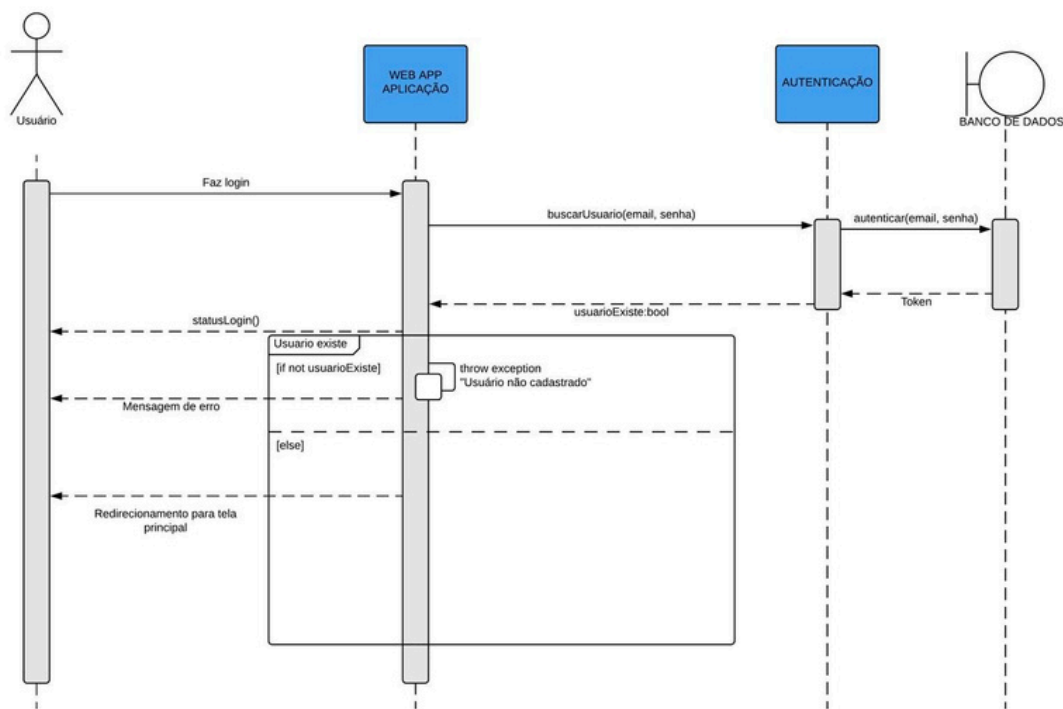 WEB APP
APLICAÇÃO
AUTENTICAÇÃO
Usuário
BANCO DE DADOS
Faz login
buscarUsuario(email, senha)
autenticar(email, senha)
Token
usuarioExiste:bool
statusLogin()
Usuario existe
[if not usuarioExiste]
throw exception
"Usuário não cadastrado"
Mensagem de erro
[else]
Redirecionamento para tela
principal